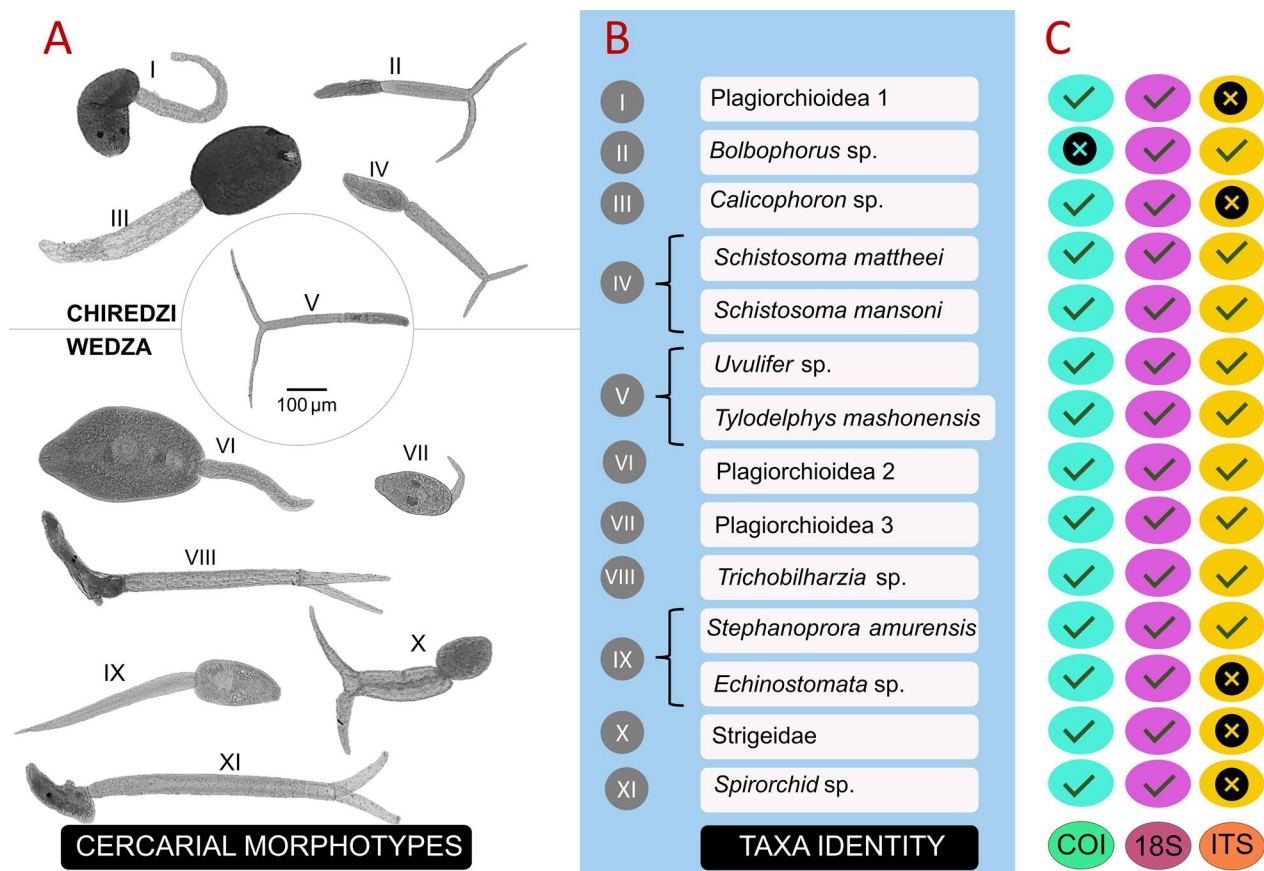 A
I
II
III
IV
V
CHIREDZI
WEDZA
100 µm
VI
VII
VIII
IX
X
XI
CERCARIAL MORPHOTYPES
B
I
Plagiorchioidea 1
II
Bolbophorus sp.
III
Calicophoron sp.
IV
Schistosoma mattheei
Schistosoma mansoni
V
Uvulifer sp.
Tylodelphys mashonensis
VI
Plagiorchioidea 2
VII
Plagiorchioidea 3
VIII
Trichobilharzia sp.
IX
Stephanoprora amurensis
Echinostomata sp.
X
Strigeidae
XI
Spirorchid sp.
TAXA IDENTITY
C
COI 18S ITS